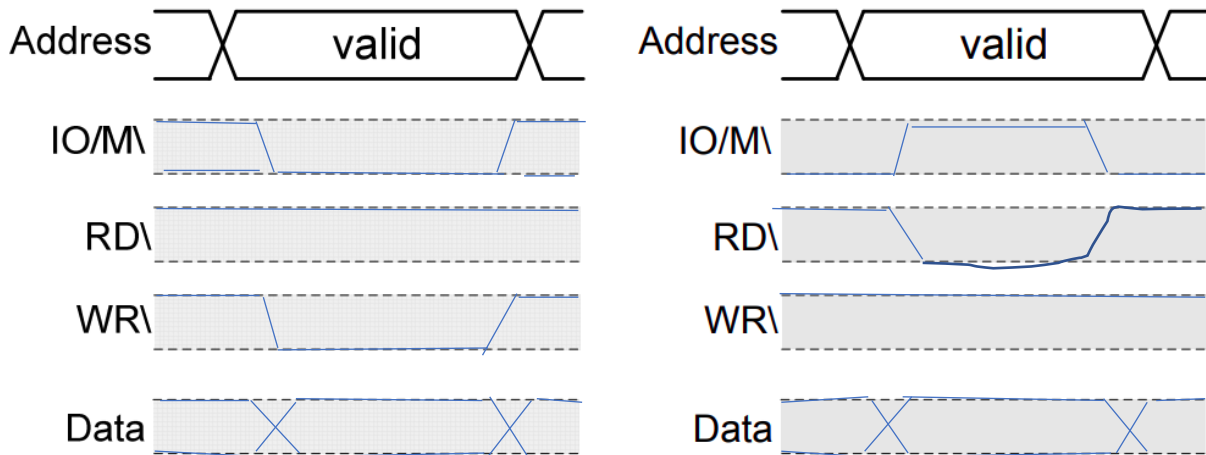 Address valid
IO/M\
RD\
WR\
Data
Address valid
IO/M\
RD\
WR\
Data